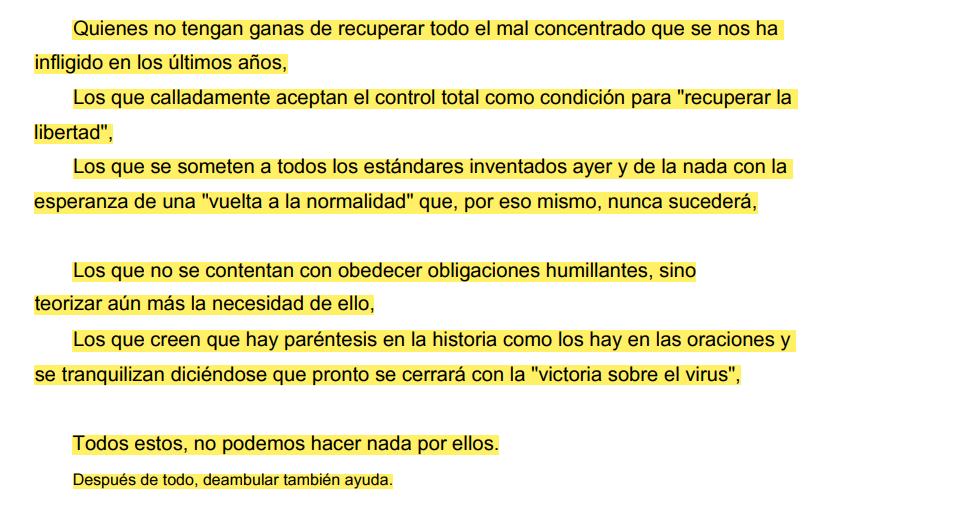 Quienes no tengan ganas de recuperar todo el mal concentrado que se nos ha
infligido en los últimos años,
Los que calladamente aceptan el control total como condición para "recuperar la
libertad",
Los que se someten a todos los estándares inventados ayer y de la nada con la
esperanza de una "vuelta a la normalidad" que, por eso mismo, nunca sucederá,
Los que no se contentan con obedecer obligaciones humillantes, sino
teorizar aún más la necesidad de ello,
Los que creen que hay paréntesis en la historia como los hay en las oraciones y
se tranquilizan diciéndose que pronto se cerrará con la "victoria sobre el virus",
Todos estos, no podemos hacer nada por ellos.
Después de todo, deambular también ayuda.